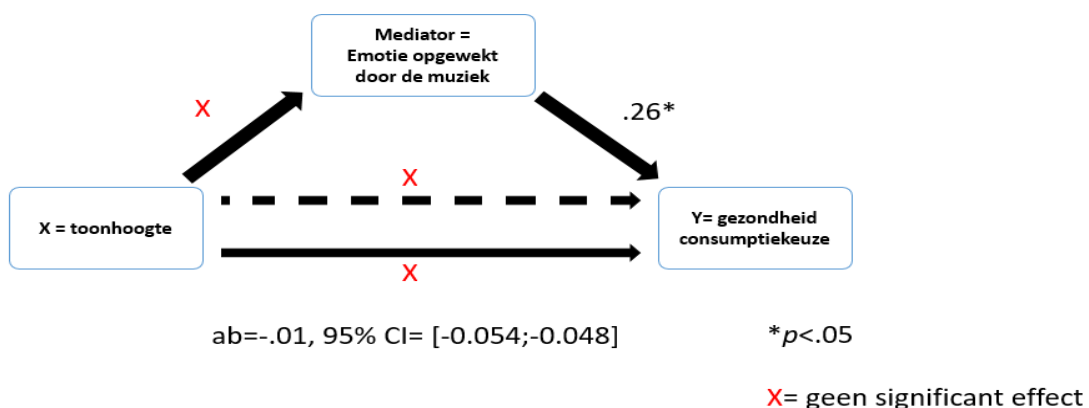 Mediator =
Emotie opgewekt
door de muziek
X
.26*
X
X = toonhoogte
Y= gezondheid
consumptiekeuze
X
ab=-.01, 95% CI= [-0.054;-0.048]
*p<.05
X= geen significant effect